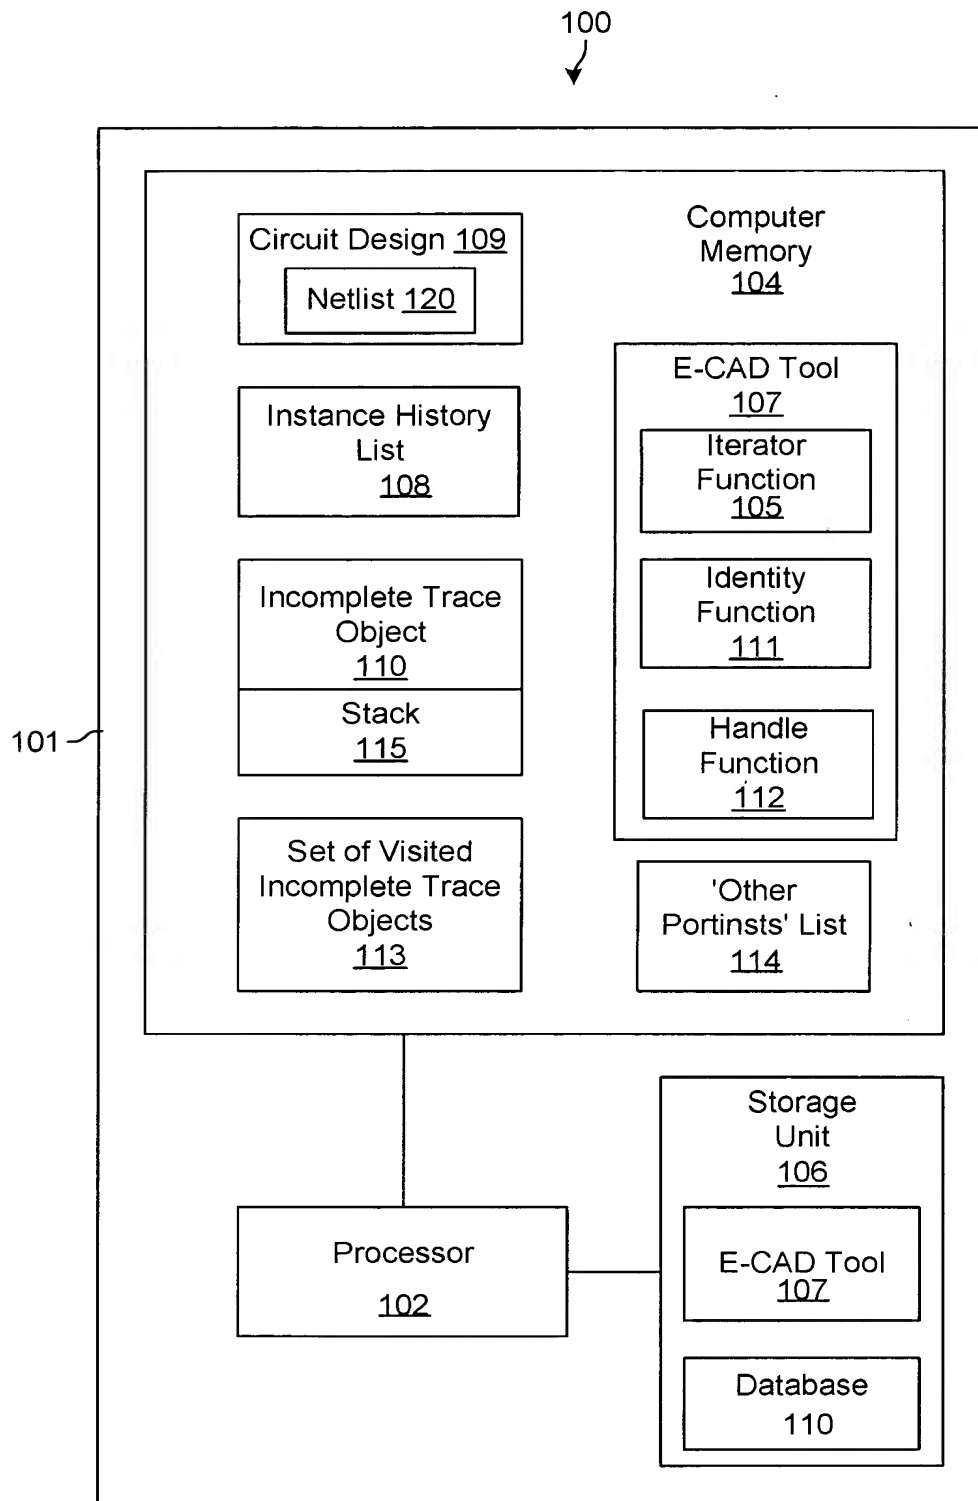 100
Circuit Design 109
Netlist 120
Computer
Memory
104
Instance History
List
108
E-CAD Tool
107
Iterator
Function
105
Identity
Function
111
Handle
Function
112
Incomplete Trace
Object
110
Stack
115
101
Set of Visited
Incomplete Trace
Objects
113
'Other
Portinsts' List
114
Processor
102
Storage
Unit
106
E-CAD Tool
107
Database
110